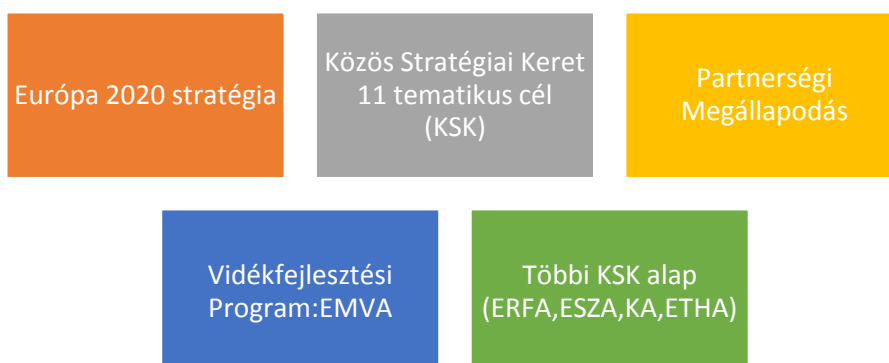 Európa 2020 stratégia
Közös Stratégiai Keret
11 tematikus cél
(KSK)
Partnerségi
Megállapodás
Vidékfejlesztési
Program:EMVA
Többi KSK alap
(ERFA,ESZA,KA,ETHA)